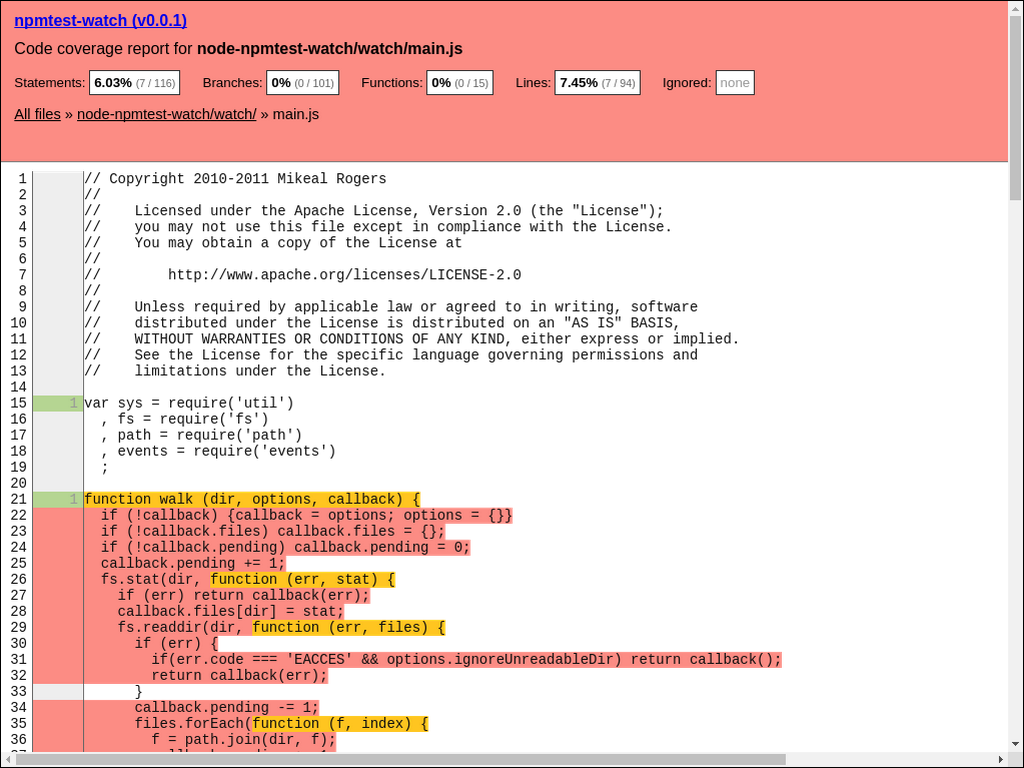 npmtest-watch (v0.0.1)
Code coverage report for node-npmtest-watch/watch/main.js
Statements: 6.03% (7 / 116) Branches: 0% (0 / 101) Functions: 0% (0 / 15) Lines: 7.45% (7 / 94) Ignored: none
All files » node-npmtest-watch/watch/ » main.js
1 // Copyright 2010-2011 Mikeal Rogers
2 //
3 //    Licensed under the Apache License, Version 2.0 (the "License");
4 //    you may not use this file except in compliance with the License.
5 //    You may obtain a copy of the License at
6 //
7 //        http://www.apache.org/licenses/LICENSE-2.0
8 //
9 //    Unless required by applicable law or agreed to in writing, software
10 //    distributed under the License is distributed on an "AS IS" BASIS,
11 //    WITHOUT WARRANTIES OR CONDITIONS OF ANY KIND, either express or implied.
12 //    See the License for the specific language governing permissions and
13 //    limitations under the License.
14
15 1 var sys = require('util')
16   , fs = require('fs')
17   , path = require('path')
18   , events = require('events')
19   ;
20
21 1 function walk (dir, options, callback) {
22   if (!callback) {callback = options; options = {}}
23   if (!callback.files) callback.files = {};
24   if (!callback.pending) callback.pending = 0;
25   callback.pending += 1;
26   fs.stat(dir, function (err, stat) {
27     if (err) return callback(err);
28     callback.files[dir] = stat;
29     fs.readdir(dir, function (err, files) {
30       if (err) {
31         if(err.code === 'EACCES' && options.ignoreUnreadableDir) return callback();
32         return callback(err);
33       }
34       callback.pending -= 1;
35       files.forEach(function (f, index) {
36         f = path.join(dir, f);